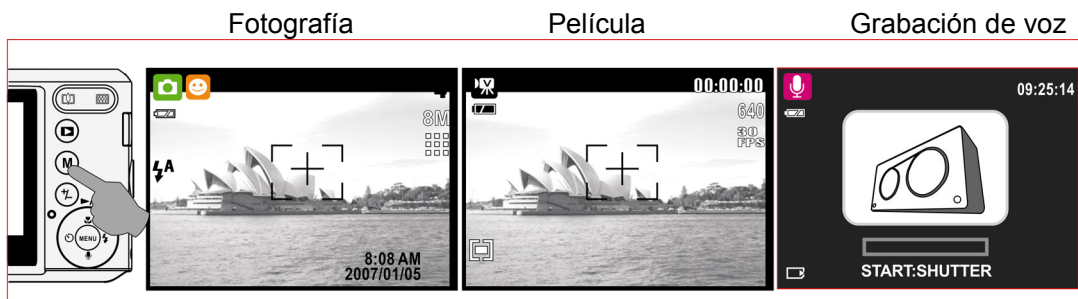 Fotografía
Película
Grabación de voz
M
MENU
8M
A
8:08 AM
2007/01/05
00:00:00
640
30
FPS
09:25:14
START:SHUTTER